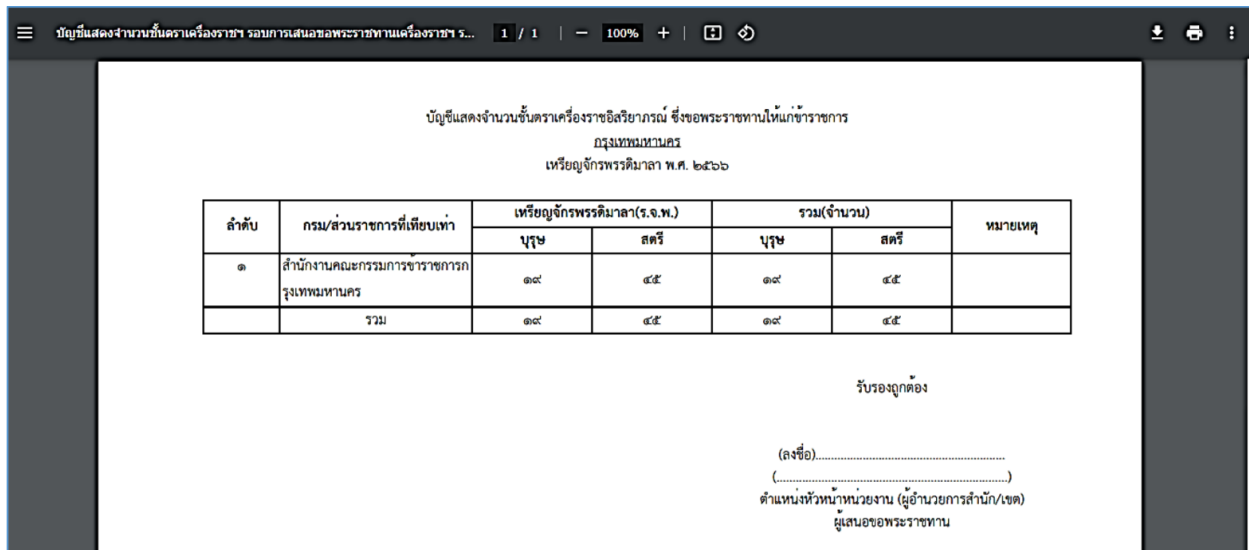 บัญชีแสดงจำนวนชั้นตราเครื่องราชฯ รอบการเสนอขอพระราชทานเครื่องราชฯ ร... 1 / 1 | − 100% + |
บัญชีแสดงจำนวนชั้นตราเครื่องราชอิสริยาภรณ์ ซึ่งขอพระราชทานให้แก่ข้าราชการ
กรุงเทพมหานคร
เหรียญจักรพรรดิมาลา พ.ศ. ๒๕๖๖
ลำดับ กรม/ส่วนราชการที่เทียบเท่า เหรียญจักรพรรดิมาลา(ร.จ.พ.) รวม(จำนวน) หมายเหตุ
บุรุษ สตรี บุรุษ สตรี
๑ สำนักงานคณะกรรมการข้าราชการก ๑๙ ๔๕ ๑๙ ๔๕
รุงเทพมหานคร
รวม ๑๙ ๔๕ ๑๙ ๔๕
รับรองถูกต้อง
(ลงชื่อ)............................................................
(..........................................................................)
ตำแหน่งหัวหน้าหน่วยงาน (ผู้อำนวยการสำนัก/เขต)
ผู้เสนอขอพระราชทาน